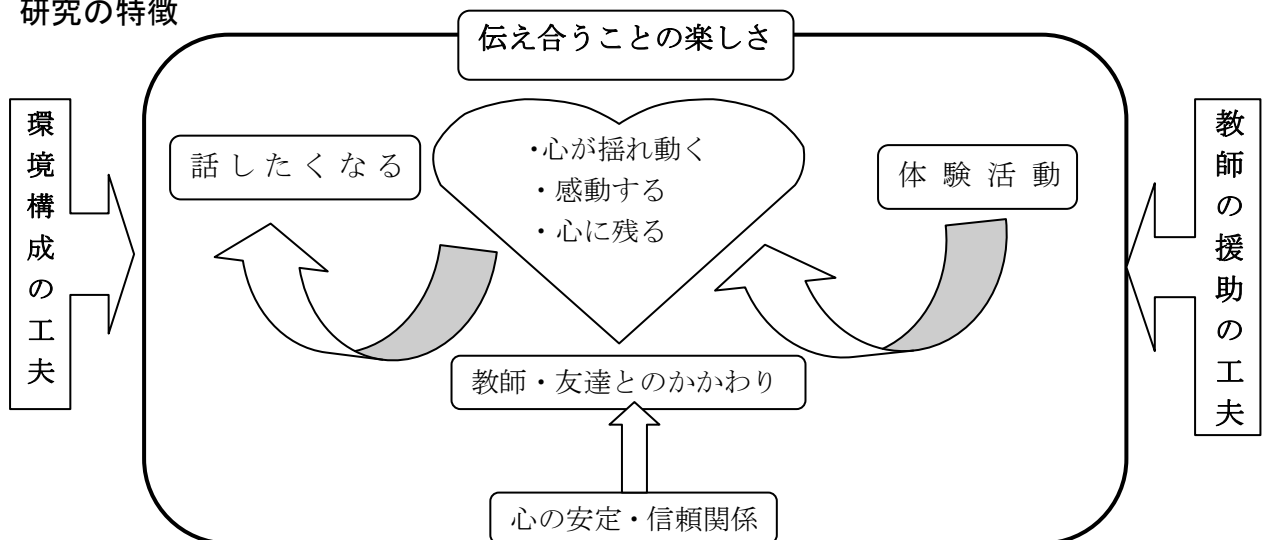 研究の特徴
伝え合うことの楽しさ
環境構成の工夫
話したくなる
・心が揺れ動く
・感動する
・心に残る
体験活動
教師の援助の工夫
教師・友達とのかかわり
心の安定・信頼関係